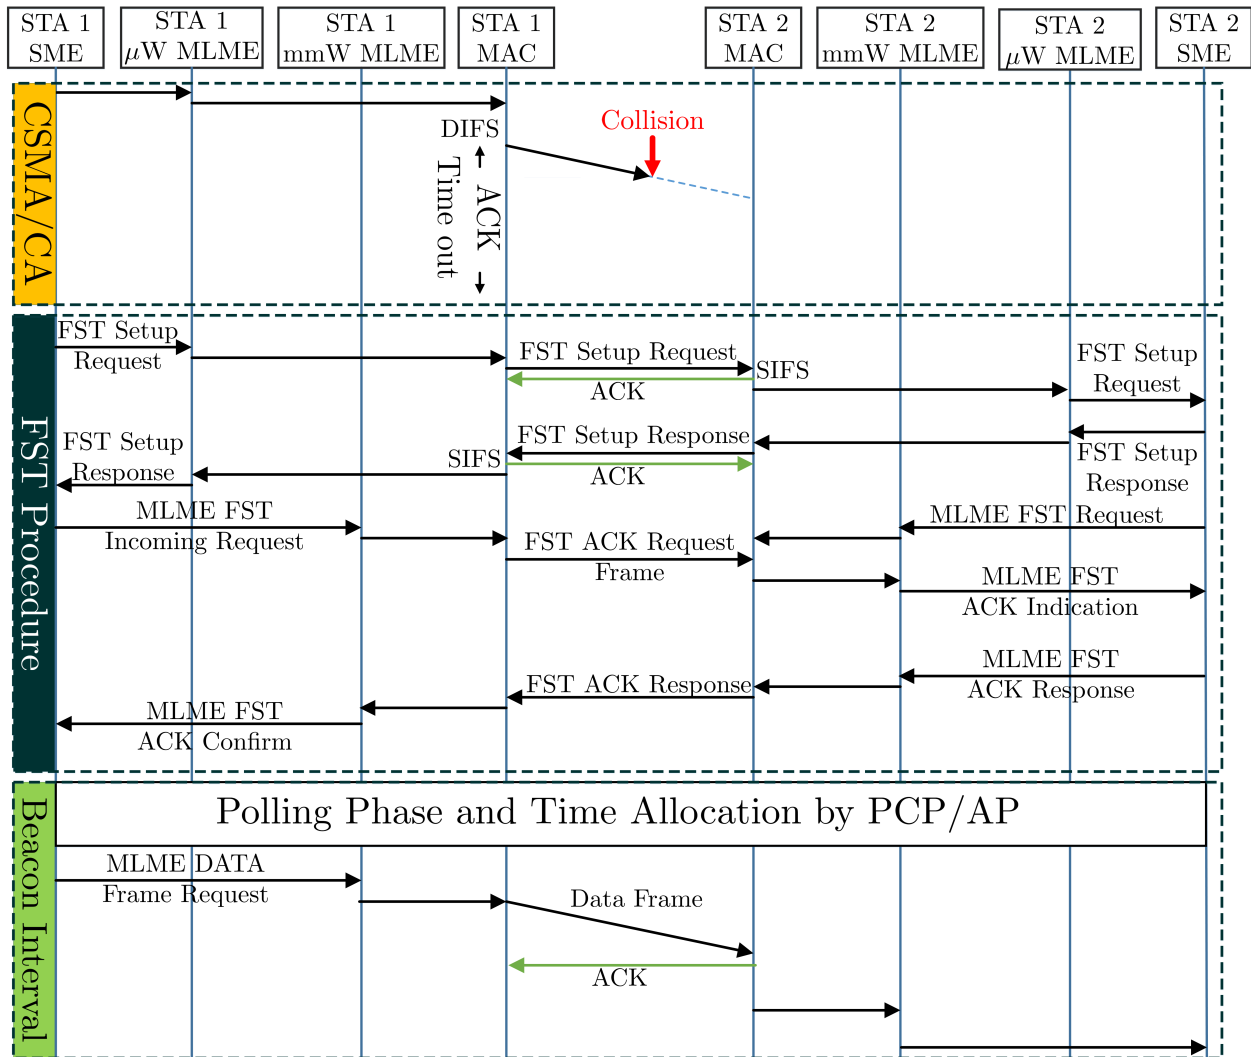 STA 1
SME
STA 1
μW MLME
STA 1
mmW MLME
STA 1
MAC
STA 2
MAC
STA 2
mmW MLME
STA 2
μW MLME
STA 2
SME
CSMA/CA
DIFS
ACK
Time out
Collision
FST Procedure
FST Setup
Request
FST Setup Request
ACK
SIFS
FST Setup
Request
FST Setup
Response
SIFS
FST Setup Response
ACK
FST Setup
Response
MLME FST
Incoming Request
FST ACK Request
Frame
MLME FST Request
MLME FST
ACK Indication
MLME FST
ACK Response
FST ACK Response
MLME FST
ACK Confirm
Beacon Interval
Polling Phase and Time Allocation by PCP/AP
MLME DATA
Frame Request
Data Frame
ACK